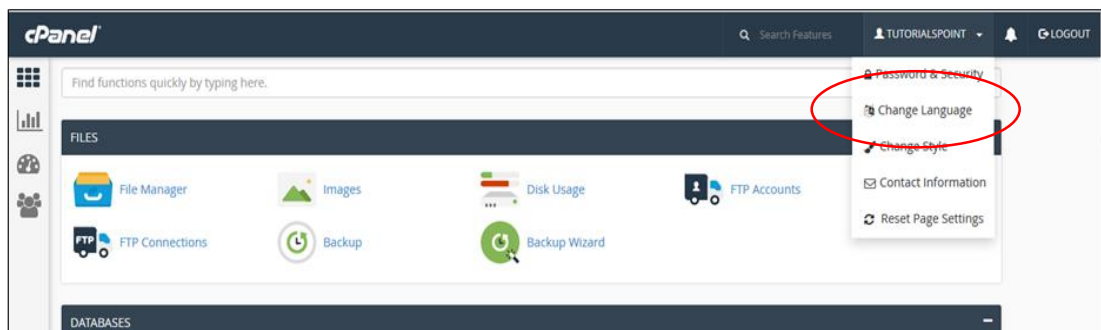 cPanel
Search Features
TUTORIALSPOINT
LOGOUT
Find functions quickly by typing here.
Password & Security
Change Language
Change Style
Contact Information
Reset Page Settings
FILES
File Manager
Images
Disk Usage
FTP Accounts
FTP
FTP Connections
Backup
Backup Wizard
DATABASES